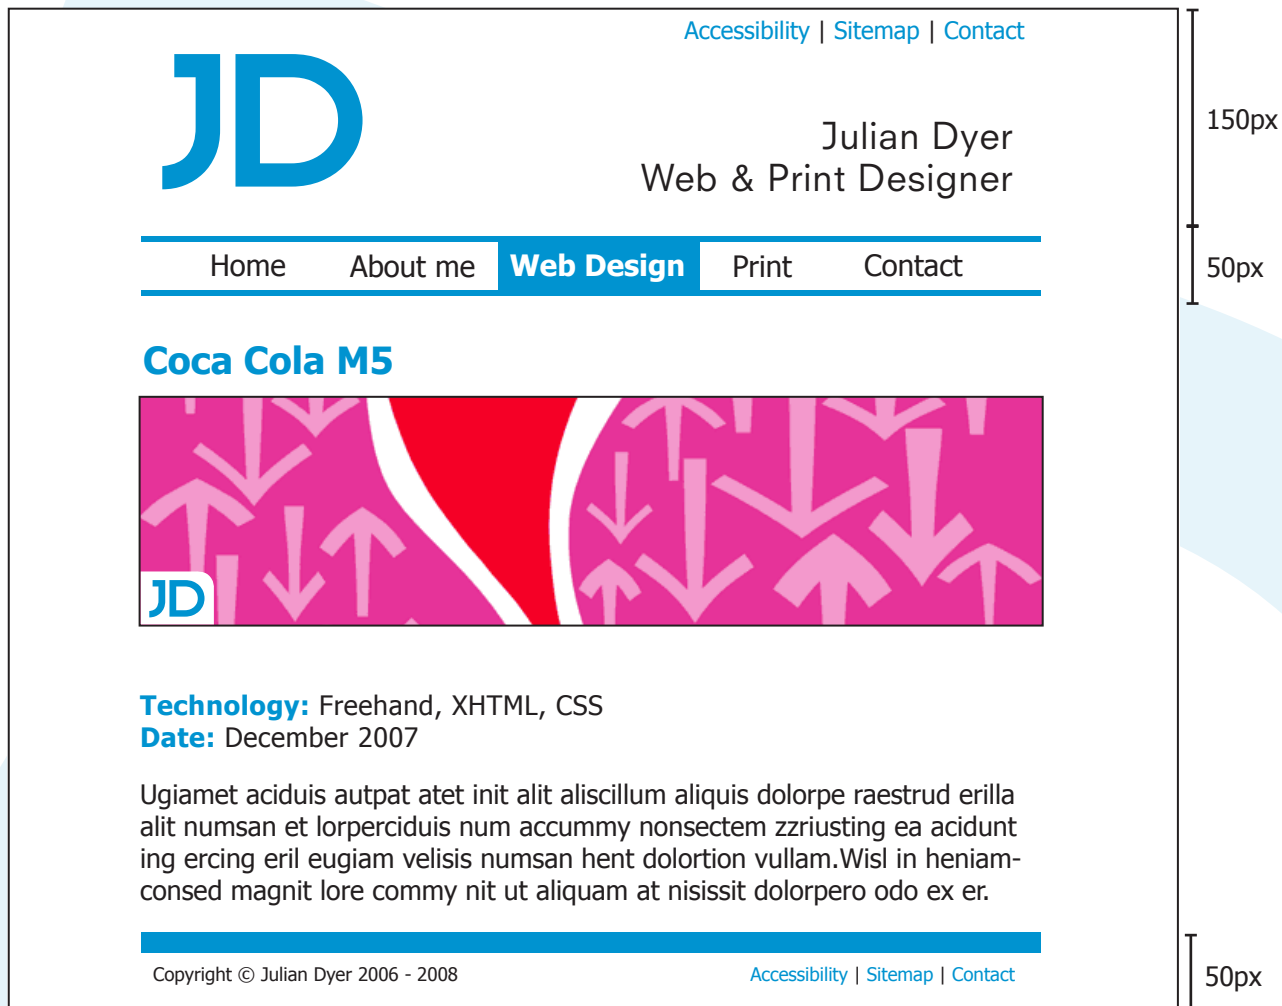 Accessibility | Sitemap | Contact
JD
150px
Julian Dyer
Web & Print Designer
Home About me Web Design Print Contact
50px
Coca Cola M5
JD
Technology: Freehand, XHTML, CSS
Date: December 2007
Ugiamet aciduis autpat atet init alit aliscillum aliquis dolorpe raestrud erilla
alit numsan et lorperciduis num accummy nonsectem zzriusting ea acidunt
ing ercing eril eugiam velisis numsan hent dolortion vullam.Wisl in heniam-
consed magnit lore commy nit ut aliquam at nisissit dolorpero odo ex er.
Copyright © Julian Dyer 2006 - 2008
Accessibility | Sitemap | Contact
50px